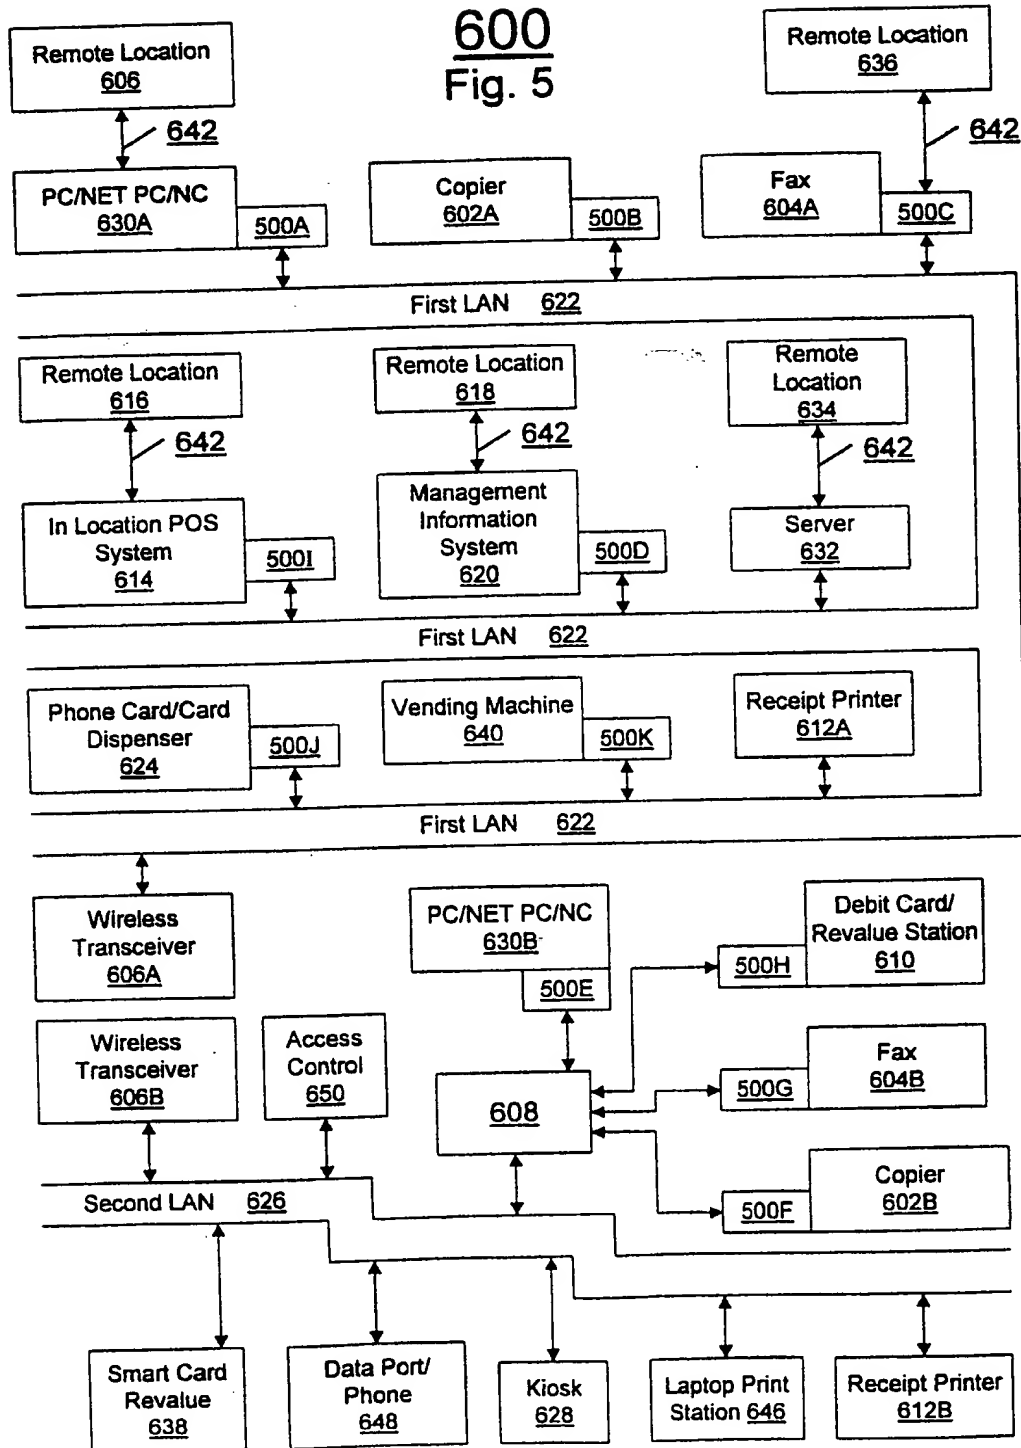 600
Fig. 5
Remote Location
606
642
PC/NET PC/NC
630A
500A
Copier
602A
500B
Remote Location
636
642
Fax
604A
500C
First LAN 622
Remote Location
616
642
In Location POS
System
614
500I
Remote Location
618
642
Management
Information
System
620
500D
Remote
Location
634
642
Server
632
First LAN 622
Phone Card/Card
Dispenser
624
500J
Vending Machine
640
500K
Receipt Printer
612A
First LAN 622
Wireless
Transceiver
606A
Wireless
Transceiver
606B
Access
Control
650
PC/NET PC/NC
630B
500E
608
Debit Card/
Revalue Station
610
500H
Fax
604B
500G
Copier
602B
500F
Second LAN 626
Smart Card
Revalue
638
Data Port/
Phone
648
Kiosk
628
Laptop Print
Station 646
Receipt Printer
612B